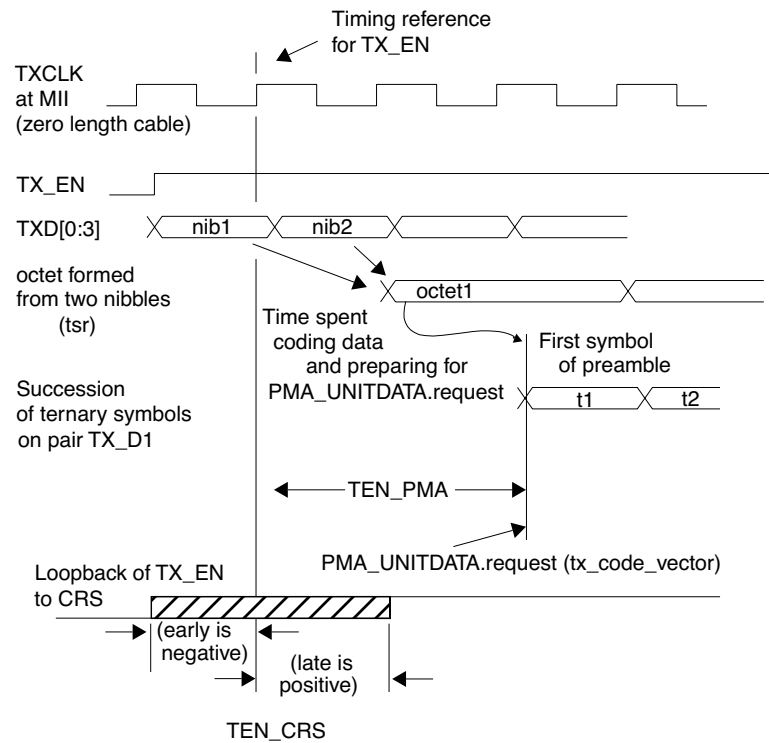 Timing reference
for TX_EN
TXCLK
at MII
(zero length cable)
TX_EN
TXD[0:3]
nib1
nib2
octet formed
from two nibbles
(tsr)
octet1
Time spent
coding data
and preparing for
PMA_UNITDATA.request
First symbol
of preamble
Succession
of ternary symbols
on pair TX_D1
t1
t2
TEN_PMA
PMA_UNITDATA.request (tx_code_vector)
Loopback of TX_EN
to CRS
(early is
negative)
(late is
positive)
TEN_CRS